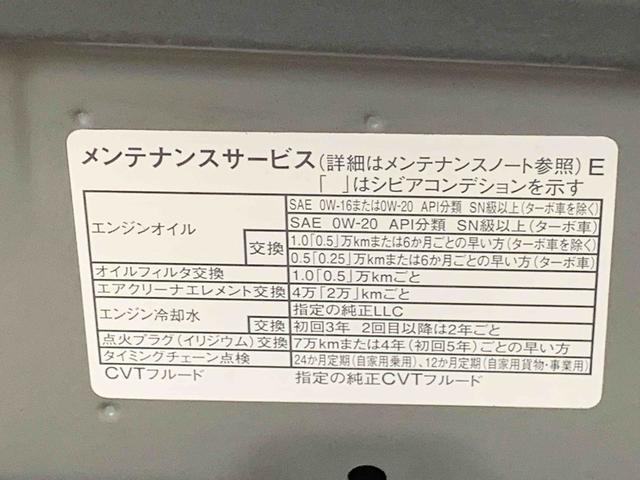 メンテナンスサービス(詳細はメンテナンスノート参照) E
「 」はシビアコンデションを示す
エンジンオイル SAE 0W-16または0W-20 API分類 SN級以上(ターボ車を除く)
SAE 0W-20 API分類 SN級以上(ターボ車)
交換 1.0「0.5」万kmまたは6か月ごとの早い方(ターボ車を除く)
0.5「0.25」万kmまたは6か月ごとの早い方(ターボ車)
オイルフィルタ交換 1.0「0.5」万kmごと
エアクリーナエレメント交換 4万「2万」kmごと
エンジン冷却水 指定の純正LLC
交換 初回3年 2回目以降は2年ごと
点火プラグ(イリジウム)交換 7万kmまたは4年(初回5年)ごとの早い方
タイミングチェーン点検 24か月定期(自家用乗用)、12か月定期(自家用貨物・事業用)
CVTフルード 指定の純正CVTフルード